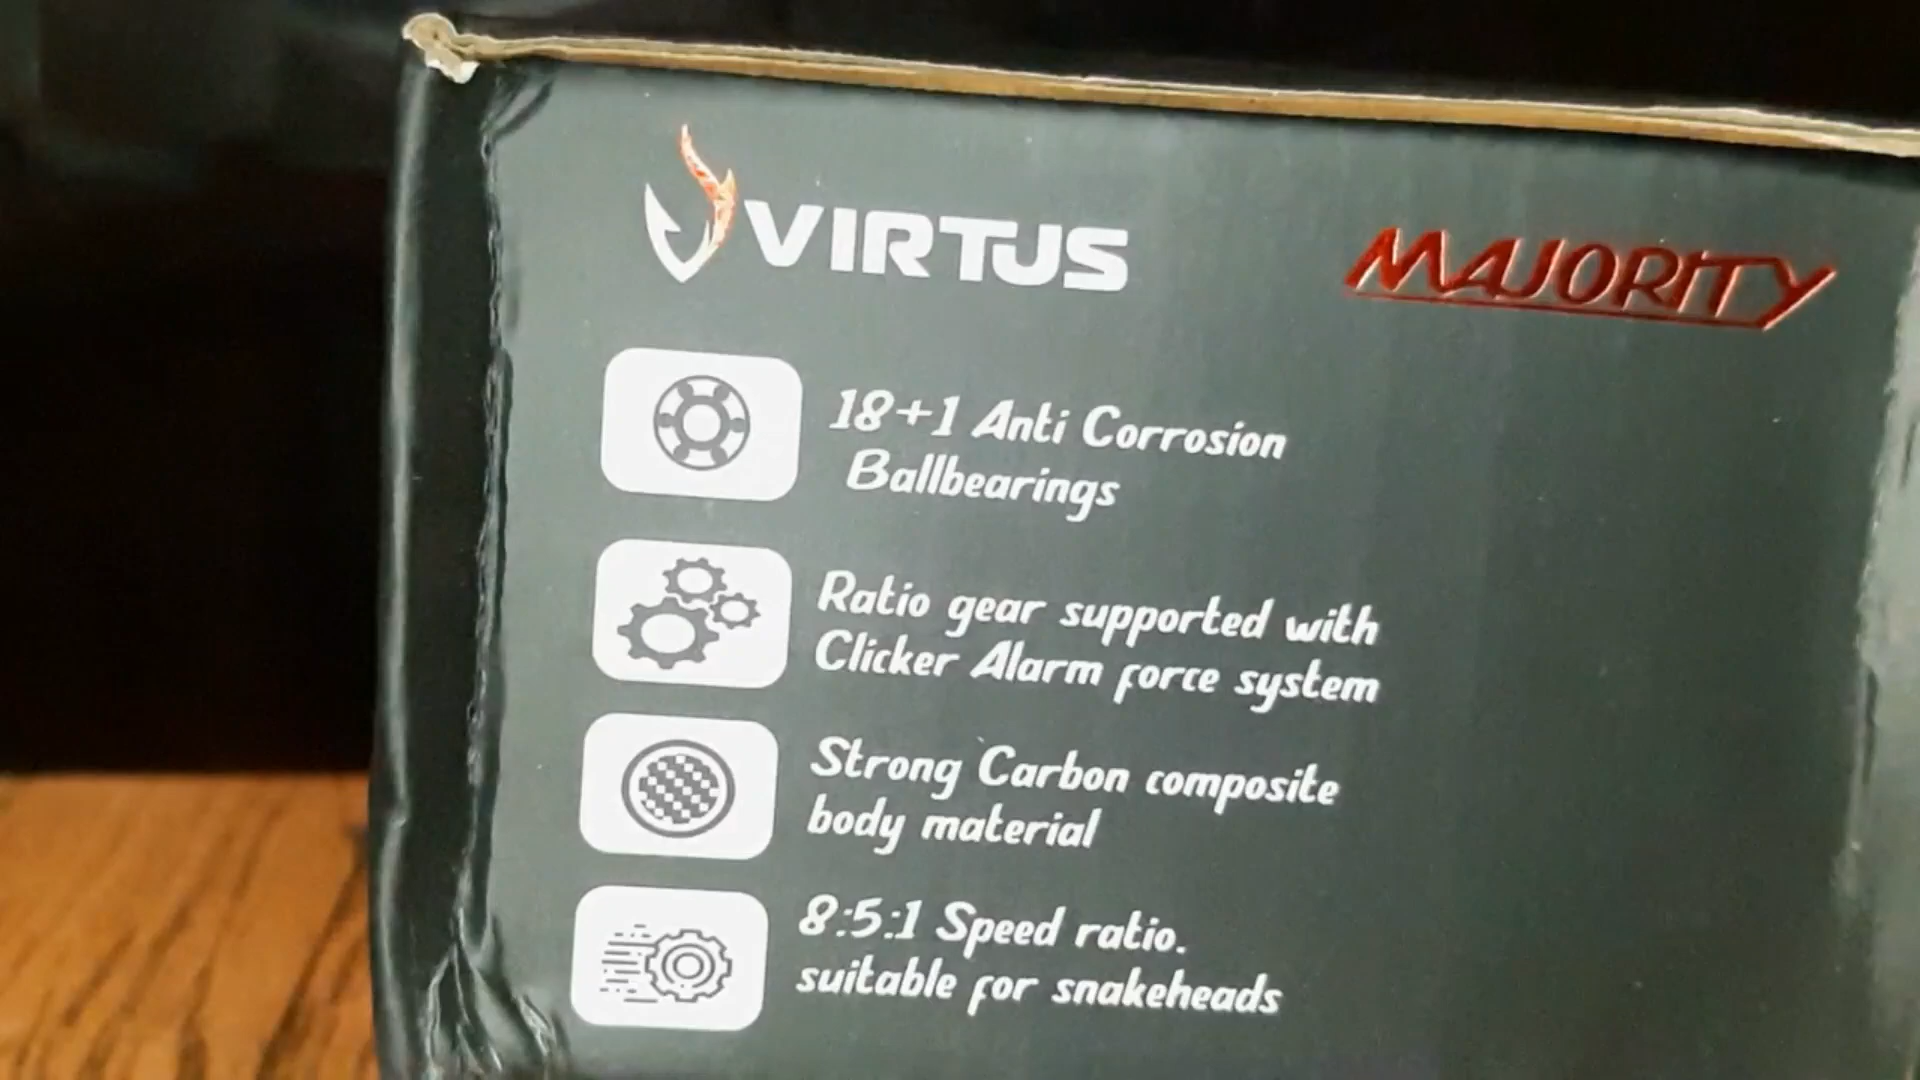 VIRTUS
MAJORITY
18+1 Anti Corrosion
Ballbearings
Ratio gear supported with
Clicker Alarm force system
Strong Carbon composite
body material
8:5:1 Speed ratio.
suitable for snakeheads